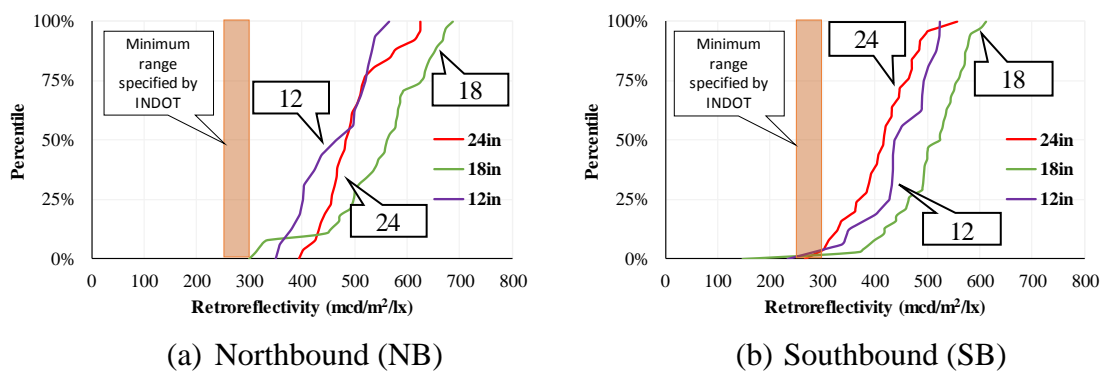 100%
75%
50%
25%
0%
Percentile
Minimum
range
specified by
INDOT
12
18
24
24in
18in
12in
0 100 200 300 400 500 600 700 800
Retroreflectivity (mcd/m²/lx)
(a) Northbound (NB)
100%
75%
50%
25%
0%
Percentile
Minimum
range
specified by
INDOT
24
18
12
24in
18in
12in
0 100 200 300 400 500 600 700 800
Retroreflectivity (mcd/m²/lx)
(b) Southbound (SB)